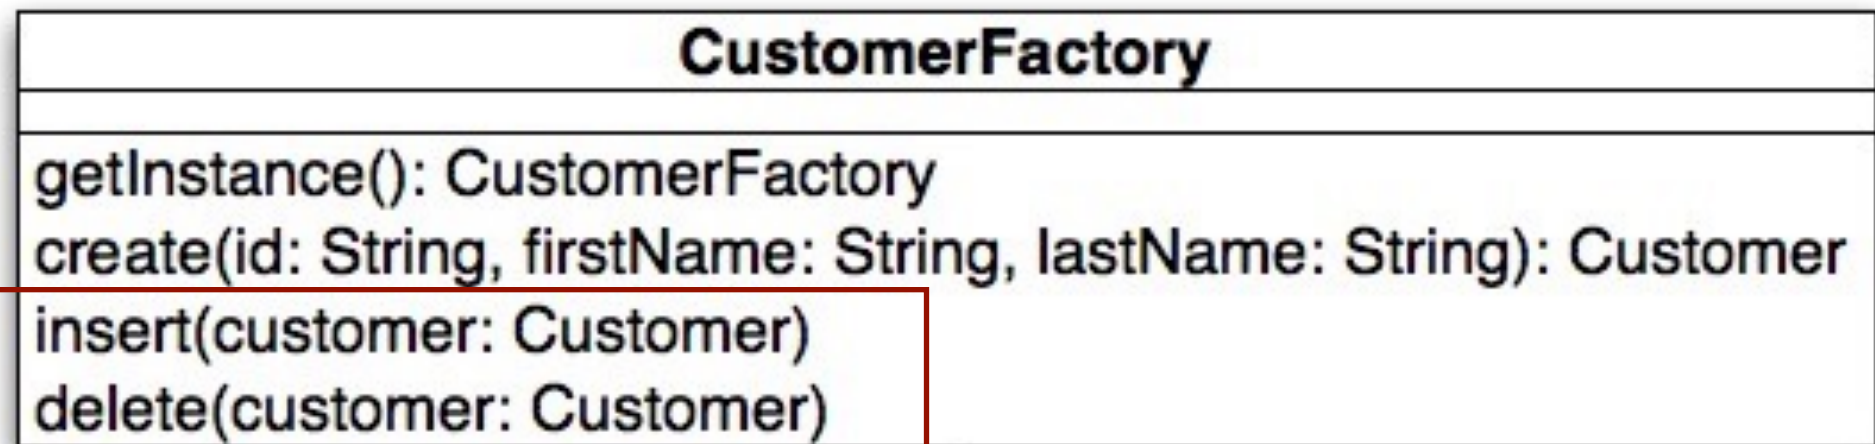 CustomerFactory
getInstance(): CustomerFactory
create(id: String, firstName: String, lastName: String): Customer
insert(customer: Customer)
delete(customer: Customer)